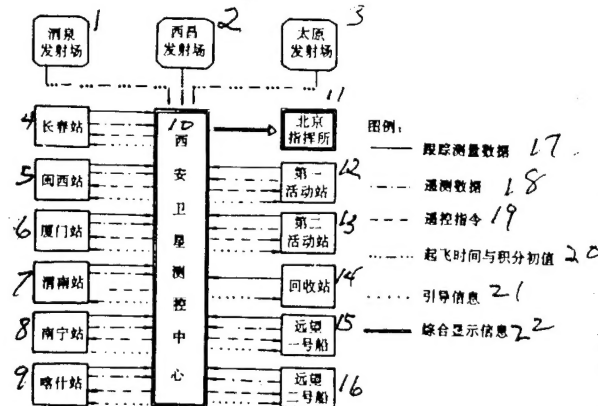 1 2 3
酒泉 西昌 太原
发射场 发射场 发射场
11
4 长春站
10
西安卫星测控中心
北京
指挥所
5 闽西站
12
第一
活动站
6 厦门站
13
第二
活动站
7 渭南站
14
回收站
8 南宁站
15
远望
一号船
9 喀什站
16
远望
二号船
图例:
跟踪测量数据 17
遥测数据 18
遥控指令 19
起飞时间与积分初值 20
引导信息 21
综合显示信息 22